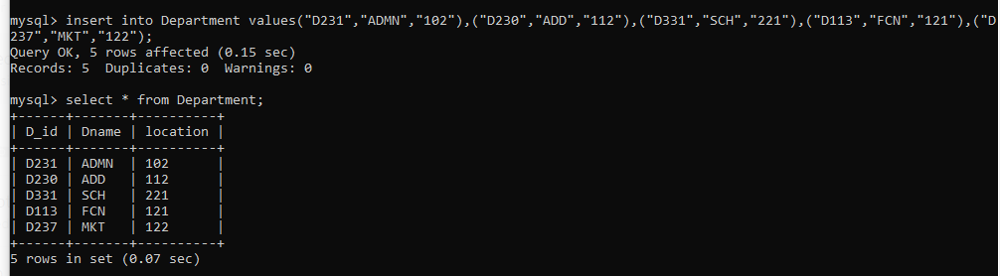 mysql> insert into Department values("D231","ADMN","102"),("D230","ADD","112"),("D331","SCH","221"),("D113","FCN","121"),("D
237","MKT","122");
Query OK, 5 rows affected (0.15 sec)
Records: 5  Duplicates: 0  Warnings: 0

mysql> select * from Department;
+------+-------+----------+
| D_id | Dname | location |
+------+-------+----------+
| D231 | ADMN  | 102      |
| D230 | ADD   | 112      |
| D331 | SCH   | 221      |
| D113 | FCN   | 121      |
| D237 | MKT   | 122      |
+------+-------+----------+
5 rows in set (0.07 sec)